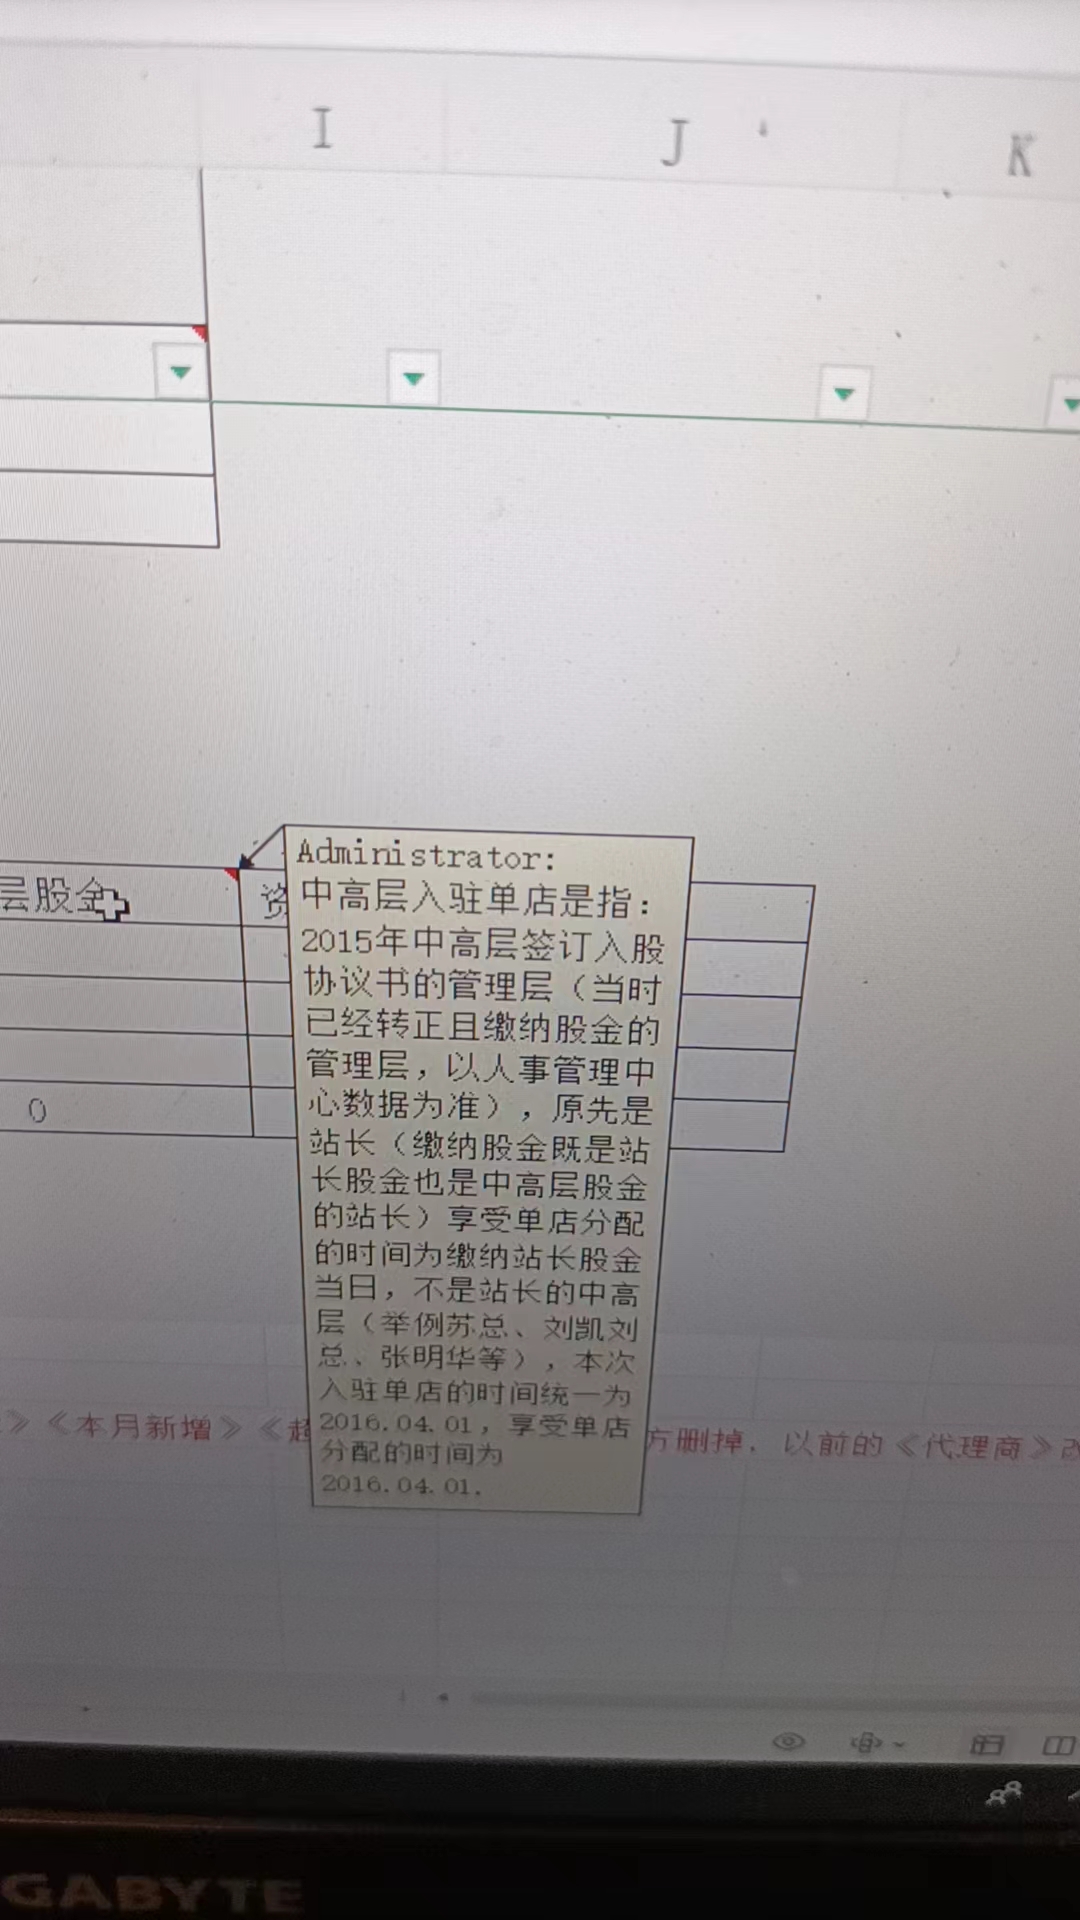 I J K
Administrator:
层股金
资
中高层入驻单店是指：
2015年中高层签订入股
协议书的管理层（当时
已经转正且缴纳股金的
管理层，以人事管理中
心数据为准），原先是
0
站长（缴纳股金既是站
长股金也是中高层股金
的站长）享受单店分配
的时间为缴纳站长股金
当日，不是站长的中高
层（举例苏总、刘凯刘
总、张明华等），本次
入驻单店的时间统一为
2016.04.01，享受单店
分配的时间为
2016.04.01.
》《本月新增》《超
方删掉，以前的《代理商》改
GABYTE